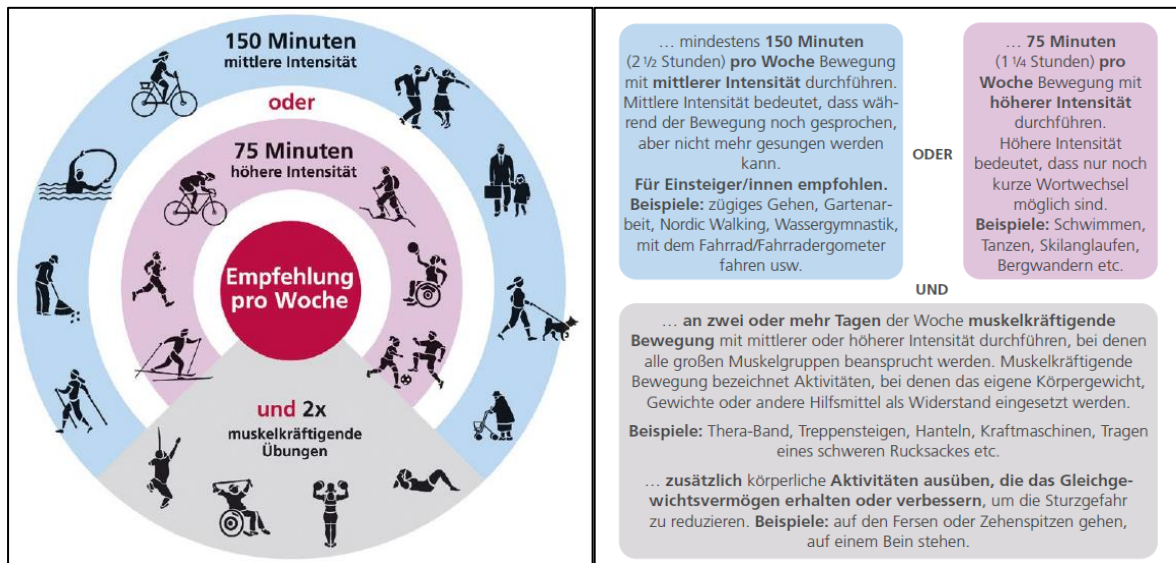 150 Minuten
mittlere Intensität
oder
75 Minuten
höhere Intensität
Empfehlung
pro Woche
und 2x
muskelkräftigende
Übungen
… mindestens 150 Minuten
(2 ½ Stunden) pro Woche Bewegung
mit mittlerer Intensität durchführen.
Mittlere Intensität bedeutet, dass wäh-
rend der Bewegung noch gesprochen,
aber nicht mehr gesungen werden
kann.
Für Einsteiger/innen empfohlen.
Beispiele: zügiges Gehen, Gartenar-
beit, Nordic Walking, Wassergymnastik,
mit dem Fahrrad/Fahrradergometer
fahren usw.
ODER
… 75 Minuten
(1 ¼ Stunden) pro
Woche Bewegung mit
höherer Intensität
durchführen.
Höhere Intensität
bedeutet, dass nur noch
kurze Wortwechsel
möglich sind.
Beispiele: Schwimmen,
Tanzen, Skilanglaufen,
Bergwandern etc.
UND
… an zwei oder mehr Tagen der Woche muskelkräftigende
Bewegung mit mittlerer oder höherer Intensität durchführen, bei denen
alle großen Muskelgruppen beansprucht werden. Muskelkräftigende
Bewegung bezeichnet Aktivitäten, bei denen das eigene Körpergewicht,
Gewichte oder andere Hilfsmittel als Widerstand eingesetzt werden.
Beispiele: Thera-Band, Treppensteigen, Hanteln, Kraftmaschinen, Tragen
eines schweren Rucksackes etc.
… zusätzlich körperliche Aktivitäten ausüben, die das Gleichge-
wichtsvermögen erhalten oder verbessern, um die Sturzgefahr
zu reduzieren. Beispiele: auf den Fersen oder Zehenspitzen gehen,
auf einem Bein stehen.